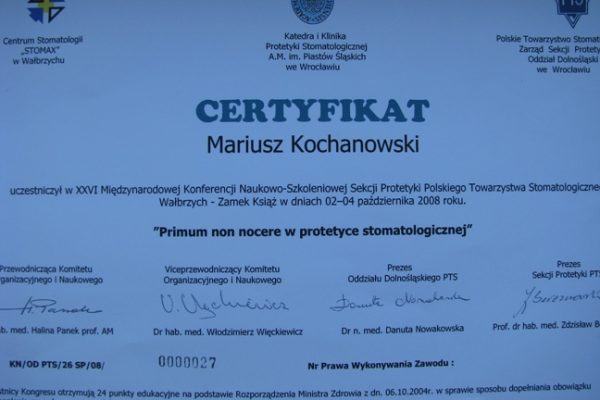 Centrum Stomatologii
„STOMAX”
w Wałbrzychu
Katedra i Klinika
Protetyki Stomatologicznej
A.M. im. Piastów Śląskich
we Wrocławiu
Polskie Towarzystwo Stomat
Zarząd Sekcji Protety
Oddział Dolnośląski
we Wrocławiu
CERTYFIKAT
Mariusz Kochanowski
uczestniczył w XXVI Międzynarodowej Konferencji Naukowo-Szkoleniowej Sekcji Protetyki Polskiego Towarzystwa Stomatologiczne
Wałbrzych - Zamek Książ w dniach 02–04 października 2008 roku.
”Primum non nocere w protetyce stomatologicznej”
Przewodnicząca Komitetu
Organizacyjnego i Naukowego
Wiceprzewodniczący Komitetu
Organizacyjnego i Naukowego
Prezes
Oddziału Dolnośląskiego PTS
Prezes
Sekcji Protetyki PTS
hab. med. Halina Panek prof. AM
Dr hab. med. Włodzimierz Więckiewicz
Dr n. med. Danuta Nowakowska
Prof. dr hab. med. Zdzisław B
KN/OD PTS/26 SP/08/ 0000027
Nr Prawa Wykonywania Zawodu :
tnicy Kongresu otrzymują 24 punkty edukacyjne na podstawie Rozporządzenia Ministra Zdrowia z dn. 06.10.2004r. w sprawie sposobu dopełniania obowiązku